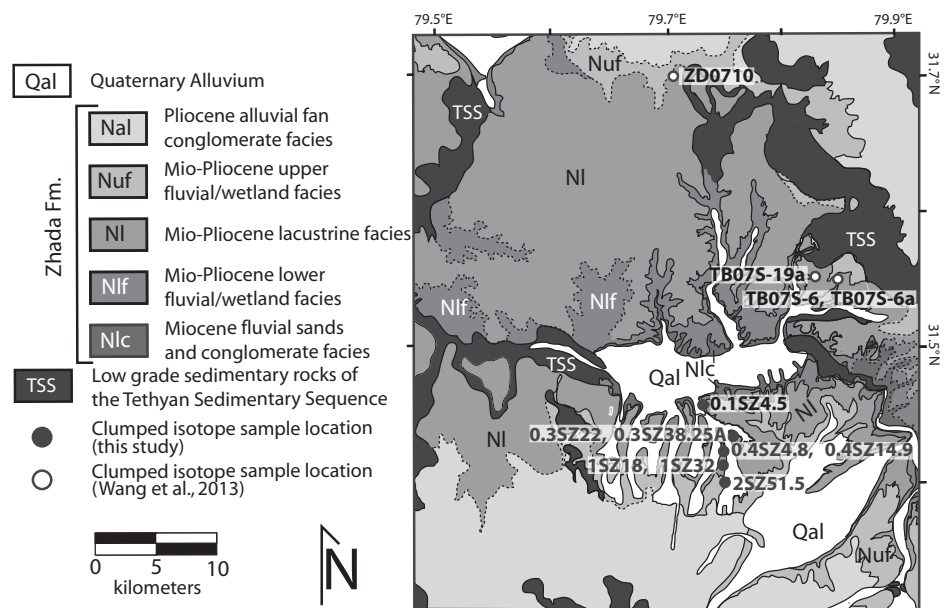 79.5°E
79.7°E
79.9°E
Qal
Quaternary Alluvium
Zhada Fm.
Nal
Pliocene alluvial fan
conglomerate facies
Nuf
Mio-Pliocene upper
fluvial/wetland facies
Nl
Mio-Pliocene lacustrine facies
Nlf
Mio-Pliocene lower
fluvial/wetland facies
Nlc
Miocene fluvial sands
and conglomerate facies
TSS
Low grade sedimentary rocks of
the Tethyan Sedimentary Sequence
Clumped isotope sample location
(this study)
Clumped isotope sample location
(Wang et al., 2013)
0 5 10
kilometers
N
Nuf
ZD0710
31.7°N
TSS
Nl
TSS
TB07S-19a
TB07S-6, TB07S-6a
Nlf
Nlf
31.5°N
TSS
Qal
Nlc
0.1SZ4.5
Nl
Nl
0.3SZ22, 0.3SZ38.25A
0.4SZ4.8, 0.4SZ14.9
1SZ18, 1SZ32
2SZ51.5
Qal
Nuf